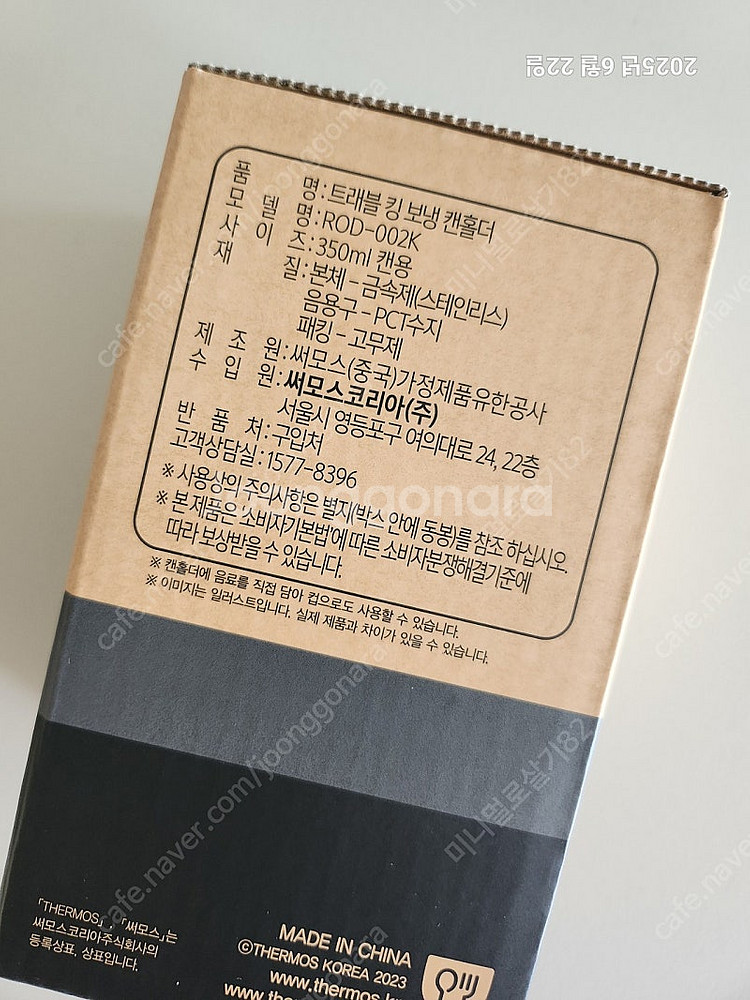 2025년 6월 22일
품 명 : 트래블 킹 보냉 캔홀더
모 델 명 : ROD-002K
사 이 즈 : 350ml 캔용
재 질 : 본체 - 금속제(스테인리스)
음용구 - PCT수지
패킹 - 고무제
제 조 원 : 써모스(중국)가정제품유한공사
수 입 원 : 써모스코리아(주)
서울시 영등포구 여의대로 24, 22층
반 품 처 : 구입처
고객상담실 : 1577-8396
※ 사용상의 주의사항은 별지(박스 안에 동봉)를 참조 하십시오.
※ 본 제품은 '소비자기본법'에 따른 소비자분쟁해결기준에
따라 보상받을 수 있습니다.
※ 캔홀더에 음료를 직접 담아 컵으로도 사용할 수 있습니다.
※ 이미지는 일러스트입니다. 실제 제품과 차이가 있을 수 있습니다.
「THERMOS」, 「써모스」는
써모스코리아주식회사의
등록상표, 상표입니다.
MADE IN CHINA
©THERMOS KOREA 2023
www.thermos.k
www.thermos
joonggonara
cafe.naver.com/joonggonara
미니멀로살기82